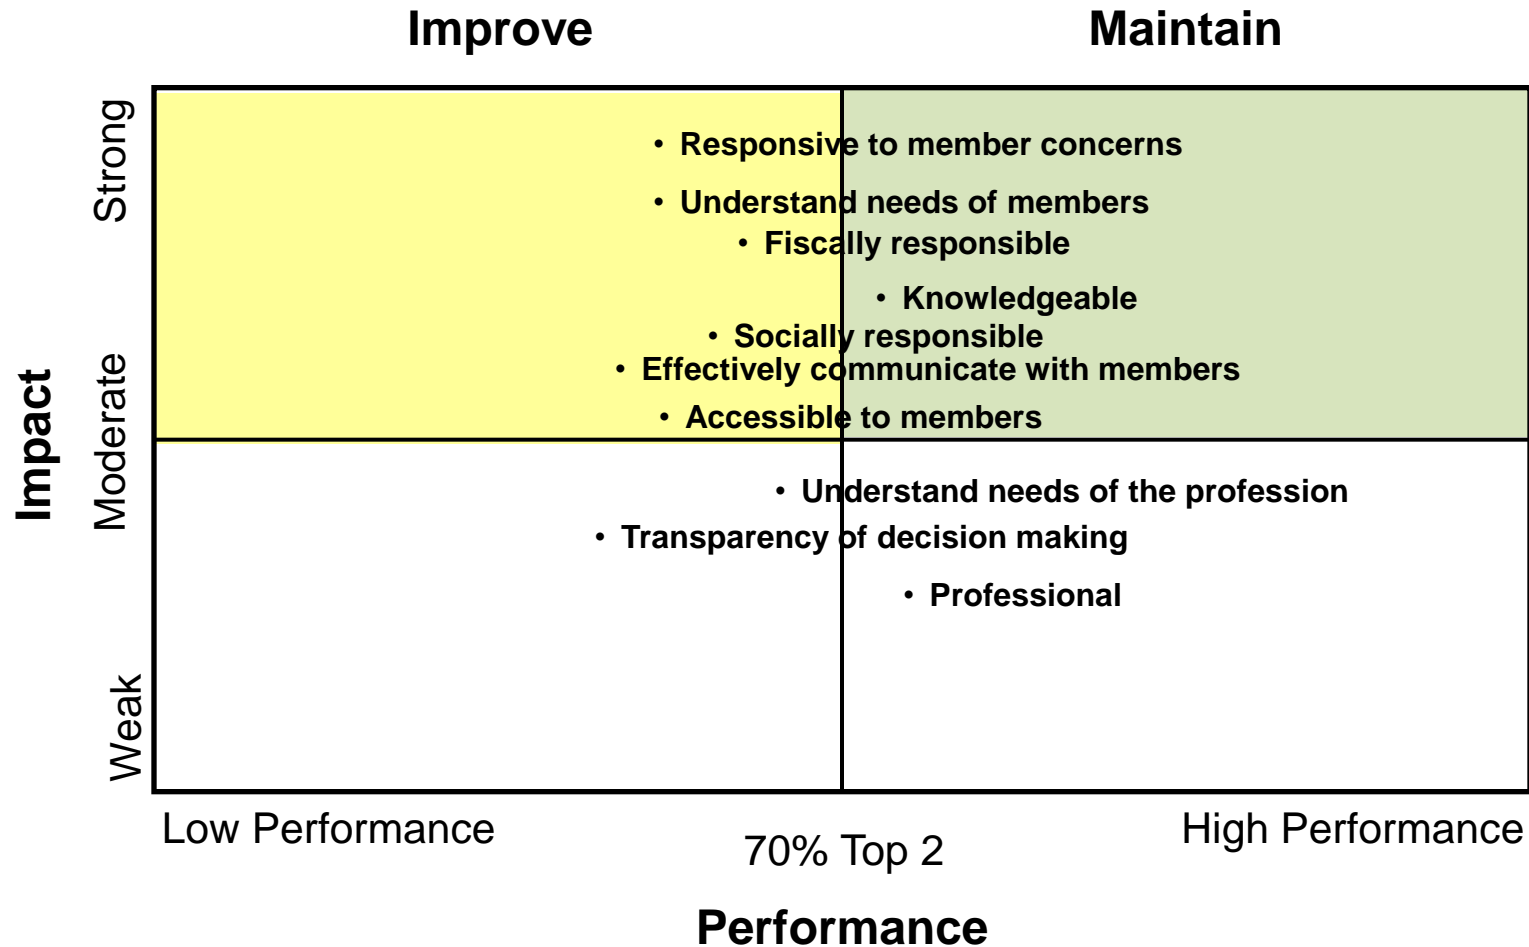 Improve
Maintain
Strong
• Responsive to member concerns
• Understand needs of members
• Fiscally responsible
• Knowledgeable
• Socially responsible
• Effectively communicate with members
• Accessible to members
Impact
Moderate
• Understand needs of the profession
• Transparency of decision making
• Professional
Weak
Low Performance
70% Top 2
High Performance
Performance